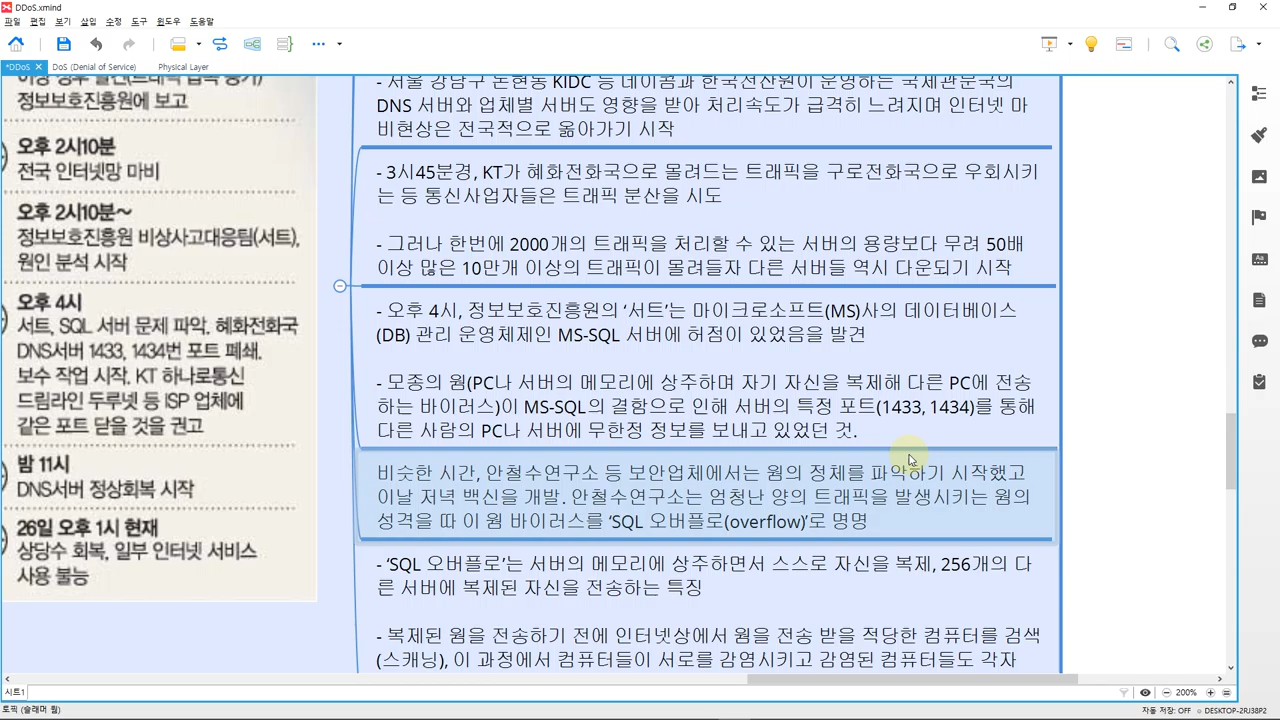 DDoS.xmind
파일 편집 보기 삽입 수정 도구 윈도우 도움말
*DDoS DoS (Denial of Service) Physical Layer
정보보호진흥원에 보고
오후 2시10분
전국 인터넷망 마비
오후 2시10분~
정보보호진흥원 비상사고대응팀(서트),
원인 분석 시작
오후 4시
서트, SQL 서버 문제 파악. 혜화전화국
DNS서버 1433, 1434번 포트 폐쇄.
보수 작업 시작, KT 하나로통신
드림라인 두루넷 등 ISP 업체에
같은 포트 닫을 것을 권고
밤 11시
DNS서버 정상회복 시작
26일 오후 1시 현재
상당수 회복, 일부 인터넷 서비스
사용 불능
- 서울 강남구 논현동 KIDC 등 데이콤과 한국전산원이 운영하는 국제관문국의
DNS 서버와 업체별 서버도 영향을 받아 처리속도가 급격히 느려지며 인터넷 마
비현상은 전국적으로 옮아가기 시작
- 3시45분경, KT가 혜화전화국으로 몰려드는 트래픽을 구로전화국으로 우회시키
는 등 통신사업자들은 트래픽 분산을 시도
- 그러나 한번에 2000개의 트래픽을 처리할 수 있는 서버의 용량보다 무려 50배
이상 많은 10만개 이상의 트래픽이 몰려들자 다른 서버들 역시 다운되기 시작
- 오후 4시, 정보보호진흥원의 ‘서트’는 마이크로소프트(MS)사의 데이터베이스
(DB) 관리 운영체제인 MS-SQL 서버에 허점이 있었음을 발견
- 모종의 웜(PC나 서버의 메모리에 상주하며 자기 자신을 복제해 다른 PC에 전송
하는 바이러스)이 MS-SQL의 결함으로 인해 서버의 특정 포트(1433, 1434)를 통해
다른 사람의 PC나 서버에 무한정 정보를 보내고 있었던 것.
비슷한 시간, 안철수연구소 등 보안업체에서는 웜의 정체를 파악하기 시작했고
이날 저녁 백신을 개발. 안철수연구소는 엄청난 양의 트래픽을 발생시키는 웜의
성격을 따 이 웜 바이러스를 ‘SQL 오버플로(overflow)’로 명명
- ‘SQL 오버플로’는 서버의 메모리에 상주하면서 스스로 자신을 복제, 256개의 다
른 서버에 복제된 자신을 전송하는 특징
- 복제된 웜을 전송하기 전에 인터넷상에서 웜을 전송 받을 적당한 컴퓨터를 검색
(스캐닝), 이 과정에서 컴퓨터들이 서로를 감염시키고 감염된 컴퓨터들도 각자
시트1
200%
토픽 (슬래머 웜)
자동 저장: OFF DESKTOP-2RJ38P2